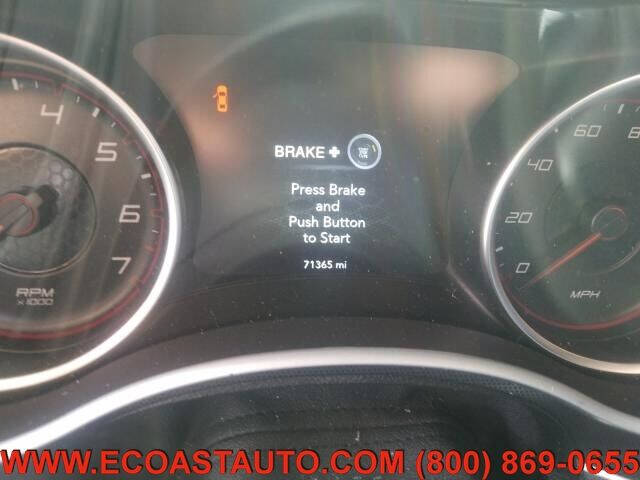 BRAKE +
Press Brake
and
Push Button
to Start
71365 mi
4
5
6
7
RPM
x1000
80
60
40
20
0
MPH
WWW.ECOASTAUTO.COM (800) 869-0655